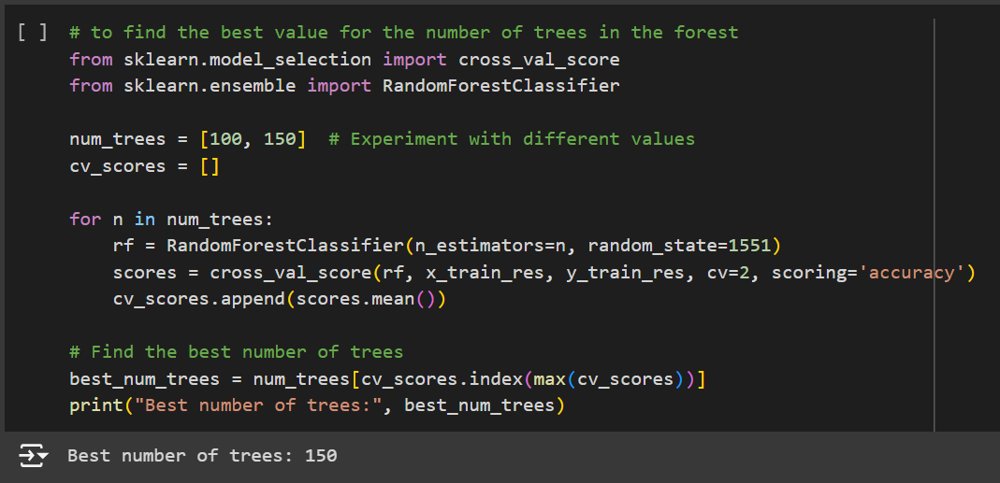 [ ] # to find the best value for the number of trees in the forest
from sklearn.model_selection import cross_val_score
from sklearn.ensemble import RandomForestClassifier
num_trees = [100, 150]  # Experiment with different values
cv_scores = []
for n in num_trees:
    rf = RandomForestClassifier(n_estimators=n, random_state=1551)
    scores = cross_val_score(rf, x_train_res, y_train_res, cv=2, scoring='accuracy')
    cv_scores.append(scores.mean())
# Find the best number of trees
best_num_trees = num_trees[cv_scores.index(max(cv_scores))]
print("Best number of trees:", best_num_trees)
Best number of trees: 150